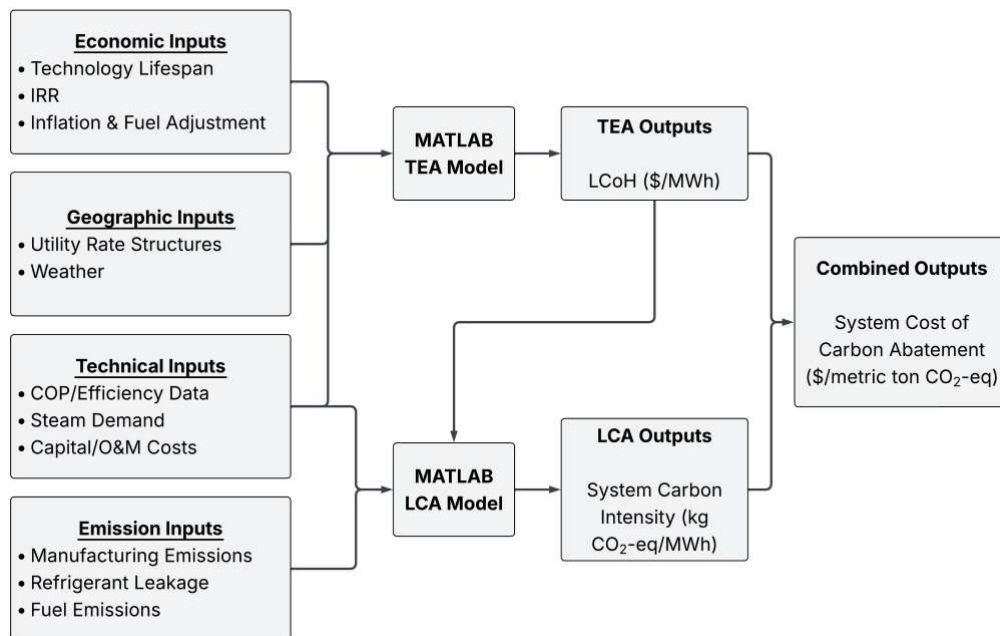 Economic Inputs
• Technology Lifespan
• IRR
• Inflation & Fuel Adjustment
Geographic Inputs
• Utility Rate Structures
• Weather
Technical Inputs
• COP/Efficiency Data
• Steam Demand
• Capital/O&M Costs
Emission Inputs
• Manufacturing Emissions
• Refrigerant Leakage
• Fuel Emissions
MATLAB
TEA Model
TEA Outputs
LCoH ($/MWh)
MATLAB
LCA Model
LCA Outputs
System Carbon
Intensity (kg
CO₂-eq/MWh)
Combined Outputs
System Cost of
Carbon Abatement
($/metric ton CO₂-eq)